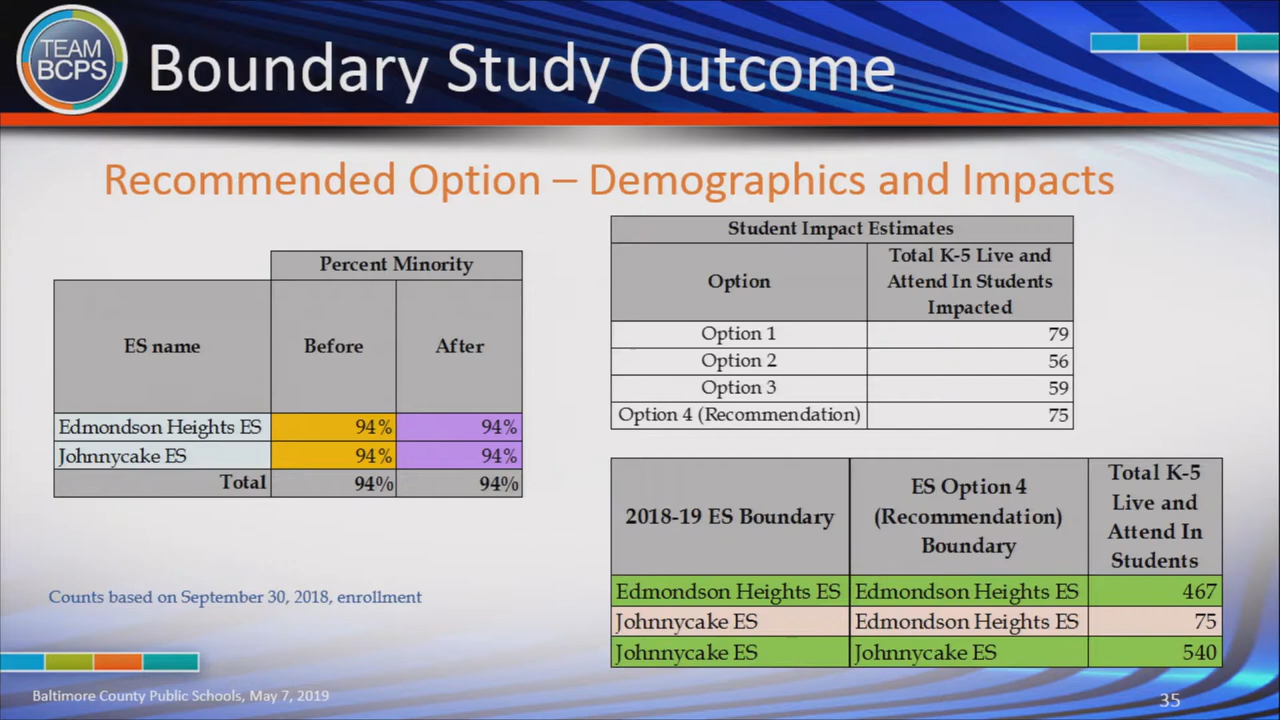 TEAM
BCPS
Boundary Study Outcome
Recommended Option – Demographics and Impacts
Percent Minority
ES name Before After
Edmondson Heights ES 94% 94%
Johnnycake ES 94% 94%
Total 94% 94%
Counts based on September 30, 2018, enrollment
Student Impact Estimates
Option
Total K-5 Live and
Attend In Students
Impacted
Option 1 79
Option 2 56
Option 3 59
Option 4 (Recommendation) 75
2018-19 ES Boundary
ES Option 4
(Recommendation)
Boundary
Total K-5
Live and
Attend In
Students
Edmondson Heights ES Edmondson Heights ES 467
Johnnycake ES Edmondson Heights ES 75
Johnnycake ES Johnnycake ES 540
Baltimore County Public Schools, May 7, 2019
35